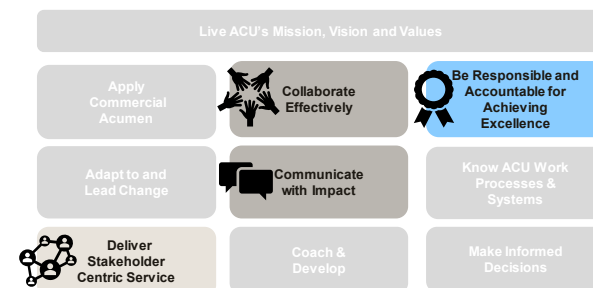 Live ACU's Mission, Vision and Values
Apply
Commercial
Acumen
Collaborate
Effectively
Be Responsible and
Accountable for
Achieving
Excellence
Adapt to and
Lead Change
Communicate
with Impact
Know ACU Work
Processes &
Systems
Deliver
Stakeholder
Centric Service
Coach &
Develop
Make Informed
Decisions